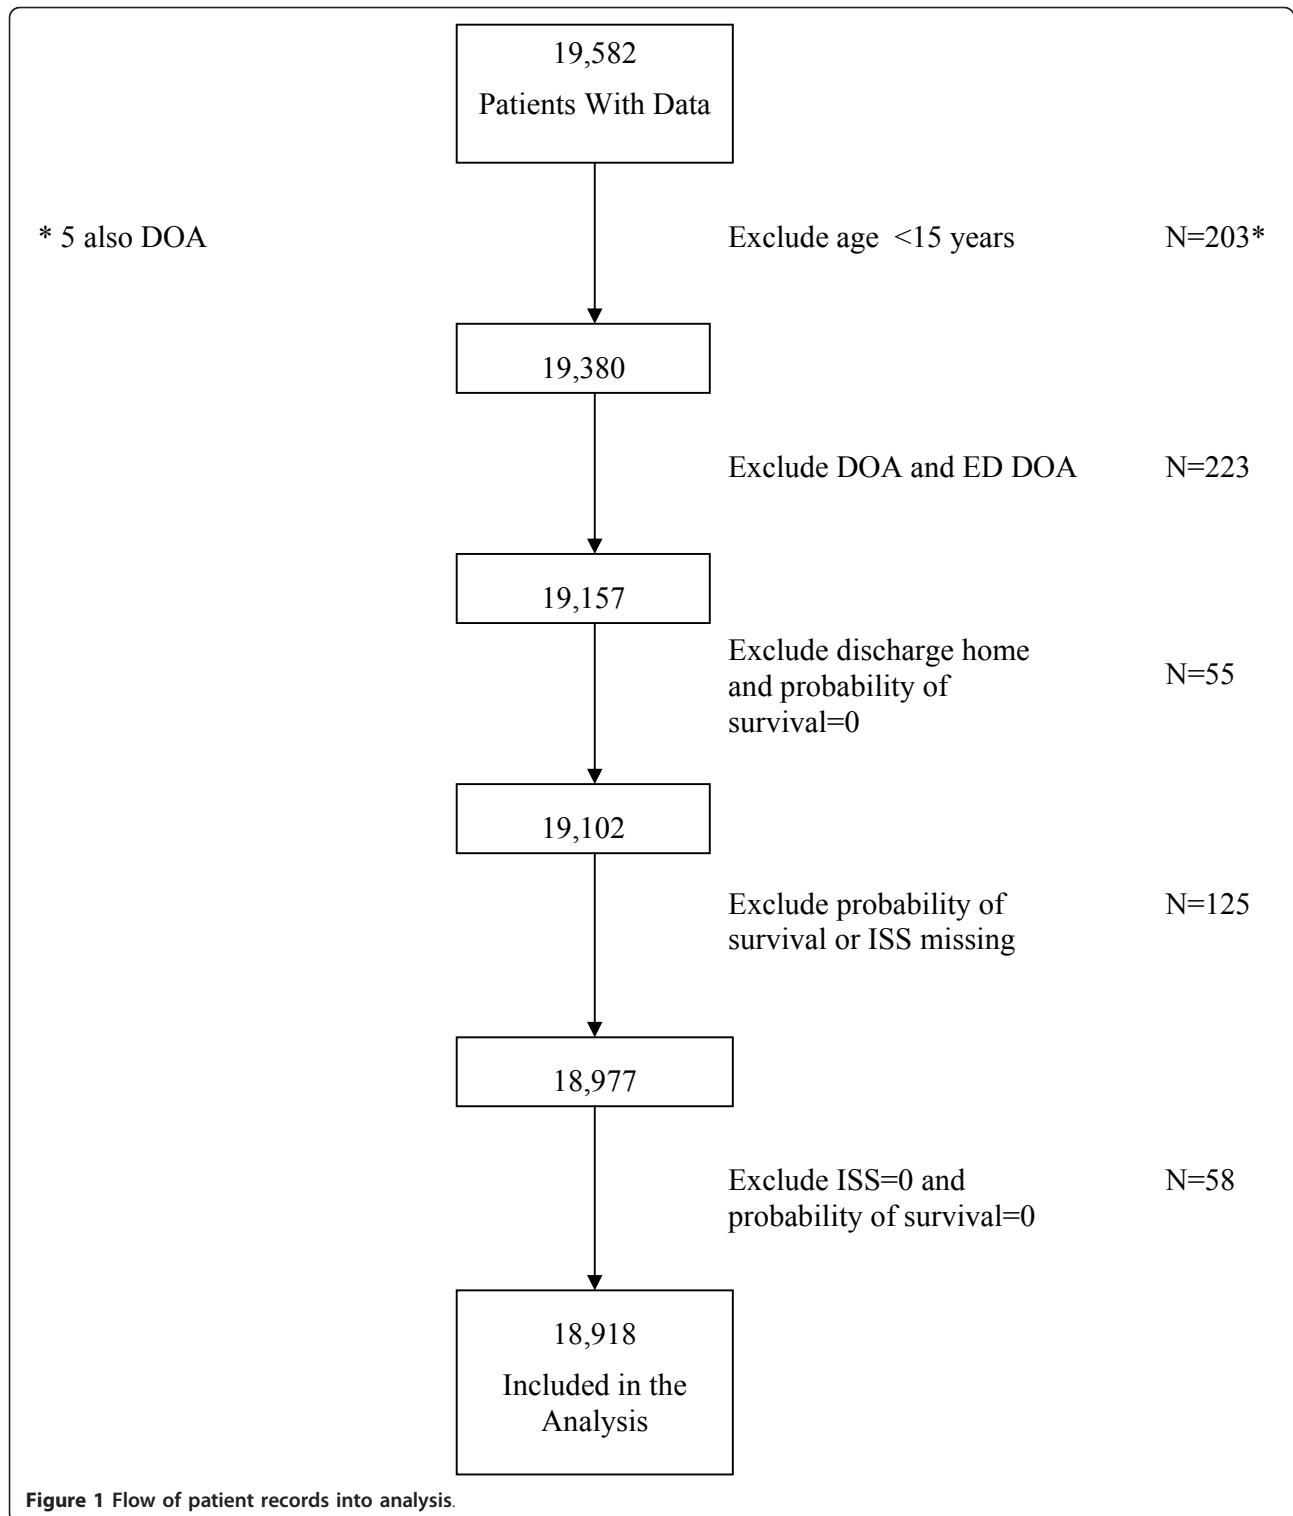 19,582
Patients With Data
* 5 also DOA
Exclude age <15 years
N=203*
19,380
Exclude DOA and ED DOA
N=223
19,157
Exclude discharge home
and probability of
survival=0
N=55
19,102
Exclude probability of
survival or ISS missing
N=125
18,977
Exclude ISS=0 and
probability of survival=0
N=58
18,918
Included in the
Analysis
Figure 1 Flow of patient records into analysis.